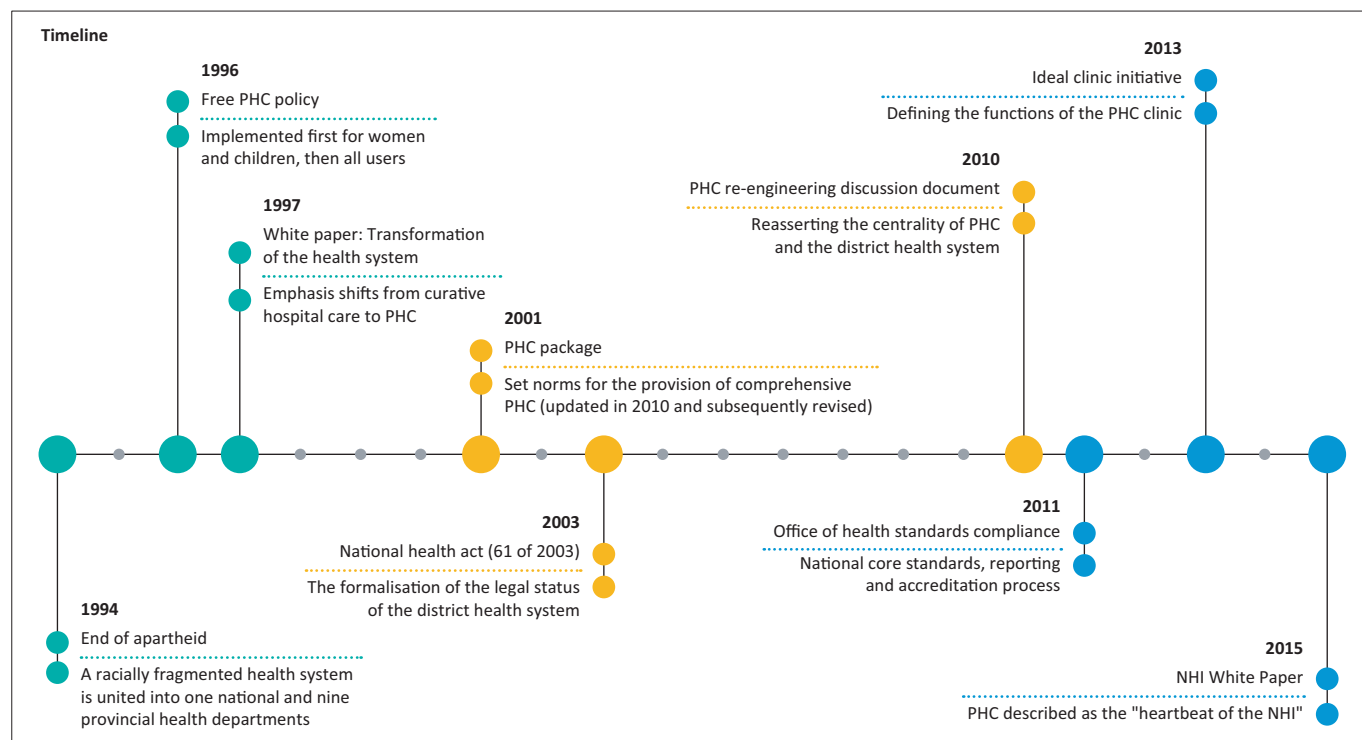 Timeline
1996
Free PHC policy
Implemented first for women
and children, then all users
1997
White paper: Transformation
of the health system
Emphasis shifts from curative
hospital care to PHC
2001
PHC package
Set norms for the provision of comprehensive
PHC (updated in 2010 and subsequently revised)
2010
PHC re-engineering discussion document
Reasserting the centrality of PHC
and the district health system
2013
Ideal clinic initiative
Defining the functions of the PHC clinic
1994
End of apartheid
A racially fragmented health system
is united into one national and nine
provincial health departments
2003
National health act (61 of 2003)
The formalisation of the legal status
of the district health system
2011
Office of health standards compliance
National core standards, reporting
and accreditation process
2015
NHI White Paper
PHC described as the "heartbeat of the NHI"